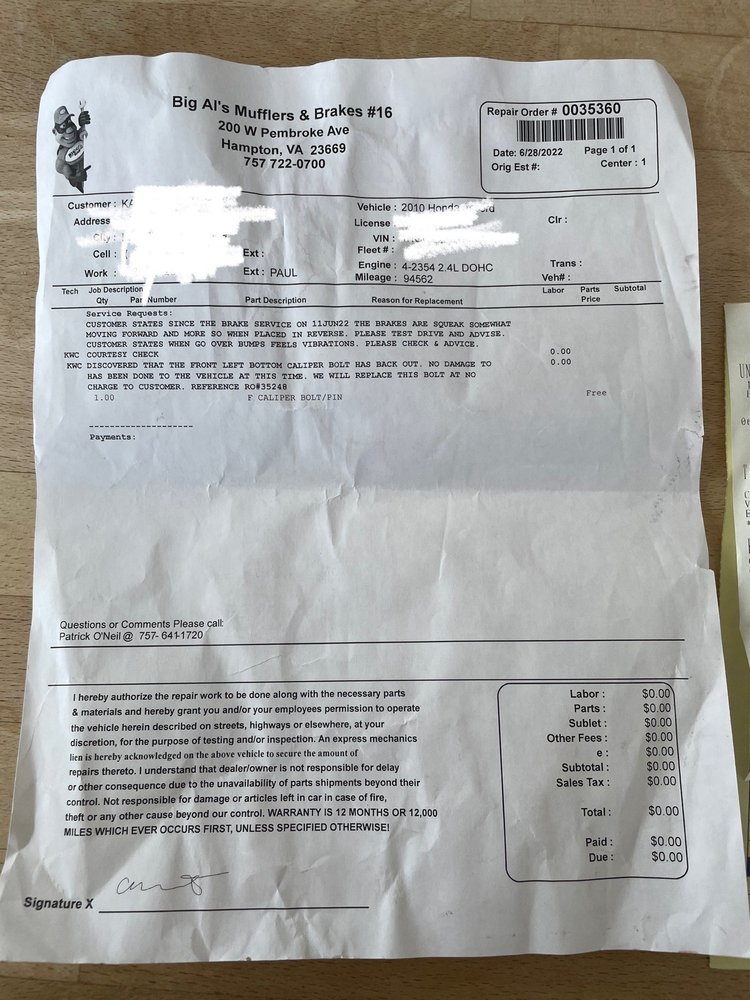 Big Al's Mufflers & Brakes #16
200 W Pembroke Ave
Hampton, VA 23669
757 722-0700
Repair Order # 0035360
Date: 6/28/2022 Page 1 of 1
Orig Est #: Center : 1
Customer : KA
Address
Cell : Ext :
Work : Ext : PAUL
Vehicle : 2010 Honda
License Clr :
VIN :
Fleet # :
Engine : 4-2354 2.4L DOHC Trans :
Mileage : 94562 Veh# :
Tech Job Description Labor Parts Subtotal
Qty Part Number Part Description Reason for Replacement Price
Service Requests:
CUSTOMER STATES SINCE THE BRAKE SERVICE ON 11JUN22 THE BRAKES ARE SQUEAK SOMEWHAT
MOVING FORWARD AND MORE SO WHEN PLACED IN REVERSE. PLEASE TEST DRIVE AND ADVISE.
CUSTOMER STATES WHEN GO OVER BUMPS FEELS VIBRATIONS. PLEASE CHECK & ADVICE.
KWC COURTESY CHECK 0.00
KWC DISCOVERED THAT THE FRONT LEFT BOTTOM CALIPER BOLT HAS BACK OUT. NO DAMAGE TO 0.00
HAS BEEN DONE TO THE VEHICLE AT THIS TIME. WE WILL REPLACE THIS BOLT AT NO
CHARGE TO CUSTOMER. REFERENCE RO#35248
1.00 F CALIPER BOLT/PIN Free
Payments:
Questions or Comments Please call:
Patrick O'Neil @ 757- 641-1720
I hereby authorize the repair work to be done along with the necessary parts
& materials and hereby grant you and/or your employees permission to operate
the vehicle herein described on streets, highways or elsewhere, at your
discretion, for the purpose of testing and/or inspection. An express mechanics
lien is hereby acknowledged on the above vehicle to secure the amount of
repairs thereto. I understand that dealer/owner is not responsible for delay
or other consequence due to the unavailability of parts shipments beyond their
control. Not responsible for damage or articles left in car in case of fire,
theft or any other cause beyond our control. WARRANTY IS 12 MONTHS OR 12,000
MILES WHICH EVER OCCURS FIRST, UNLESS SPECIFIED OTHERWISE!
Labor : $0.00
Parts : $0.00
Sublet : $0.00
Other Fees : $0.00
e : $0.00
Subtotal : $0.00
Sales Tax : $0.00
Total : $0.00
Paid : $0.00
Due : $0.00
Signature X